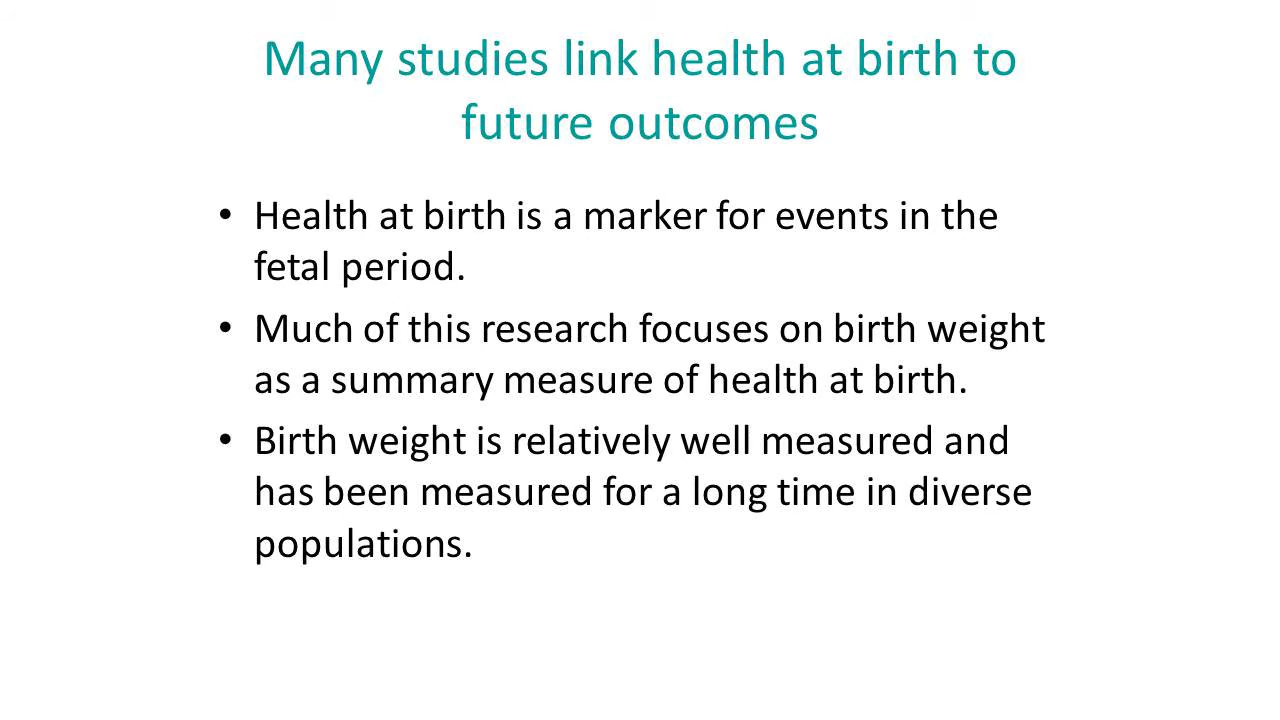 Many studies link health at birth to
future outcomes
• Health at birth is a marker for events in the
fetal period.
• Much of this research focuses on birth weight
as a summary measure of health at birth.
• Birth weight is relatively well measured and
has been measured for a long time in diverse
populations.